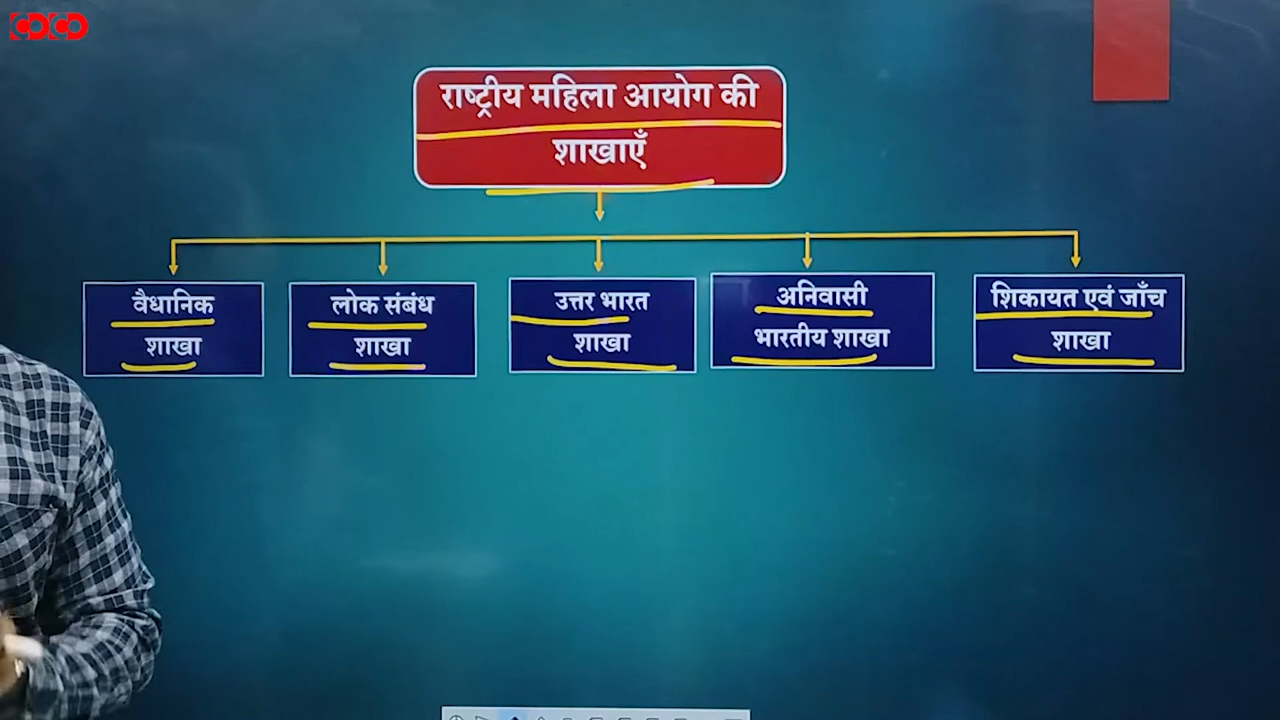 राष्ट्रीय महिला आयोग की
शाखाएँ
वैधानिक
शाखा
लोक संबंध
शाखा
उत्तर भारत
शाखा
अनिवासी
भारतीय शाखा
शिकायत एवं जाँच
शाखा